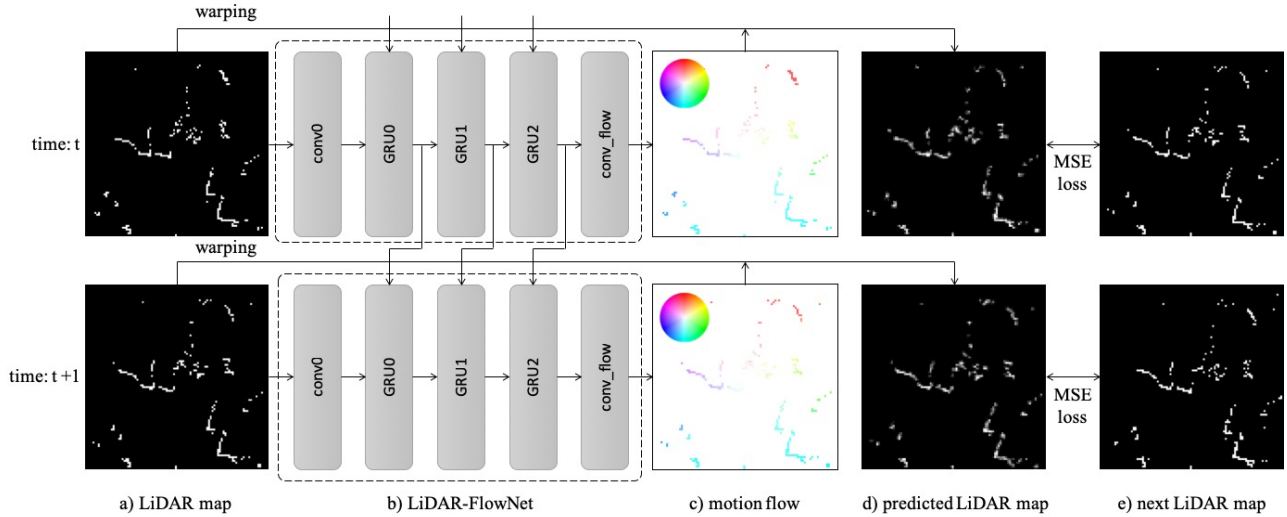 warping
time: t
conv0
GRU0
GRU1
GRU2
conv_flow
MSE
loss
warping
time: t +1
conv0
GRU0
GRU1
GRU2
conv_flow
MSE
loss
a) LiDAR map
b) LiDAR-FlowNet
c) motion flow
d) predicted LiDAR map
e) next LiDAR map